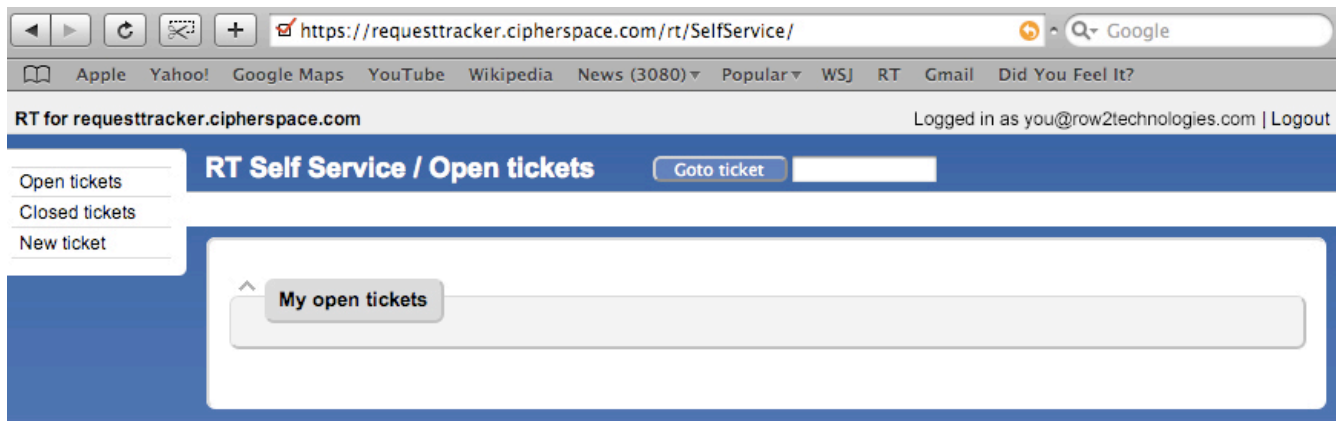 https://requesttracker.cipherspace.com/rt/SelfService/
Google
Apple Yahoo! Google Maps YouTube Wikipedia News (3080) Popular WSJ RT Gmail Did You Feel It?
RT for requesttracker.cipherspace.com
Logged in as you@row2technologies.com | Logout
Open tickets
Closed tickets
New ticket
RT Self Service / Open tickets
Goto ticket
My open tickets